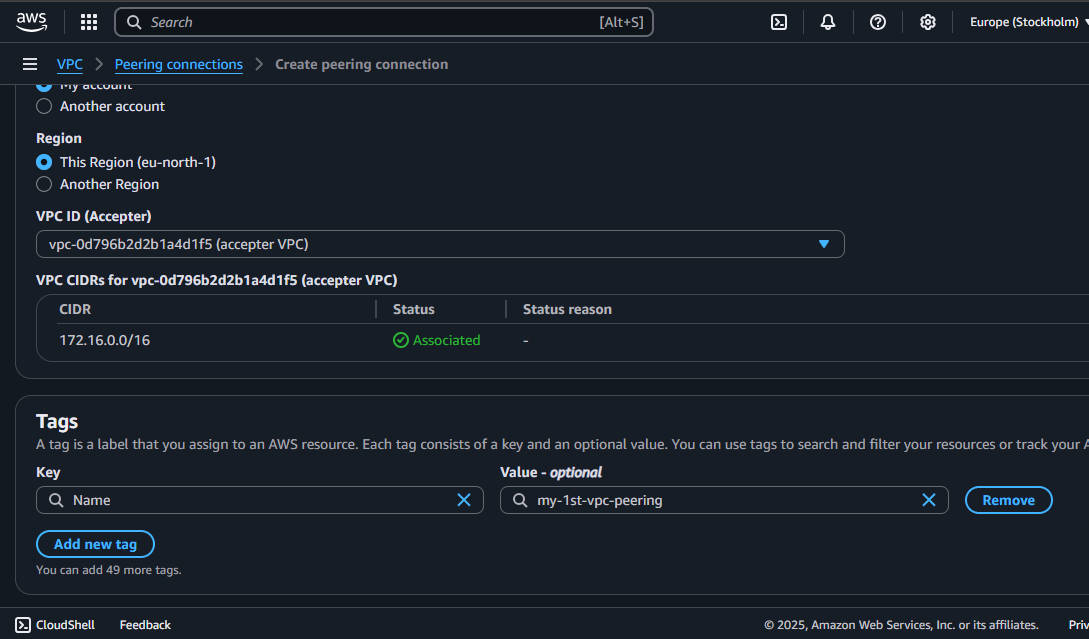 aws
Search [Alt+S] Europe (Stockholm)
VPC Peering connections Create peering connection
My account
Another account
Region
This Region (eu-north-1)
Another Region
VPC ID (Accepter)
vpc-0d796b2d2b1a4d1f5 (accepter VPC)
VPC CIDRs for vpc-0d796b2d2b1a4d1f5 (accepter VPC)
CIDR Status Status reason
172.16.0.0/16 Associated -
Tags
A tag is a label that you assign to an AWS resource. Each tag consists of a key and an optional value. You can use tags to search and filter your resources or track your A
Key Value - optional
Name my-1st-vpc-peering Remove
Add new tag
You can add 49 more tags.
CloudShell Feedback © 2025, Amazon Web Services, Inc. or its affiliates. Priv